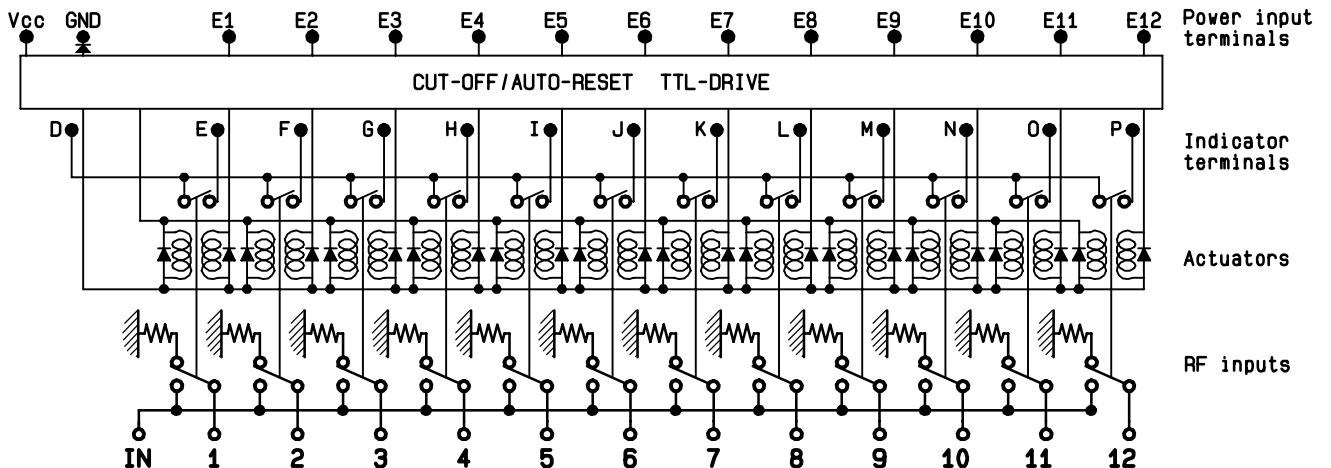 Vcc GND E1 E2 E3 E4 E5 E6 E7 E8 E9 E10 E11 E12 Power input
terminals
CUT-OFF/AUTO-RESET TTL-DRIVE
D E F G H I J K L M N O P Indicator
terminals
Actuators
RF inputs
IN 1 2 3 4 5 6 7 8 9 10 11 12